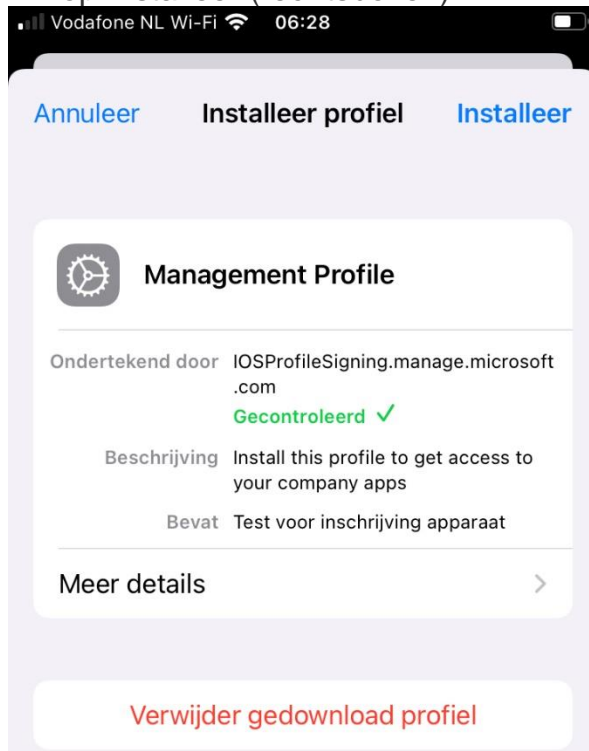 Vodafone NL Wi-Fi 06:28
Annuleer Installeer profiel Installeer
Management Profile
Ondertekend door IOSProfileSigning.manage.microsoft
.com
Gecontroleerd ✓
Beschrijving Install this profile to get access to
your company apps
Bevat Test voor inschrijving apparaat
Meer details
Verwijder gedownload profiel